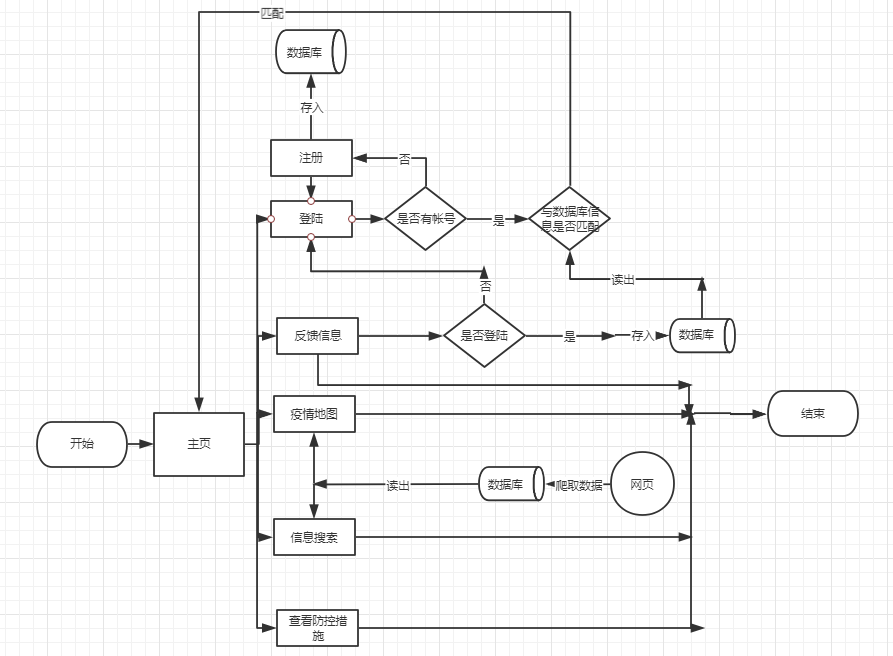 匹配
数据库
存入
注册
否
登陆
是否有帐号
是
与数据库信
息是否匹配
读出
否
反馈信息
是否登陆
是
存入
数据库
疫情地图
结束
开始
主页
读出
数据库
爬取数据
网页
信息搜索
查看防控措
施